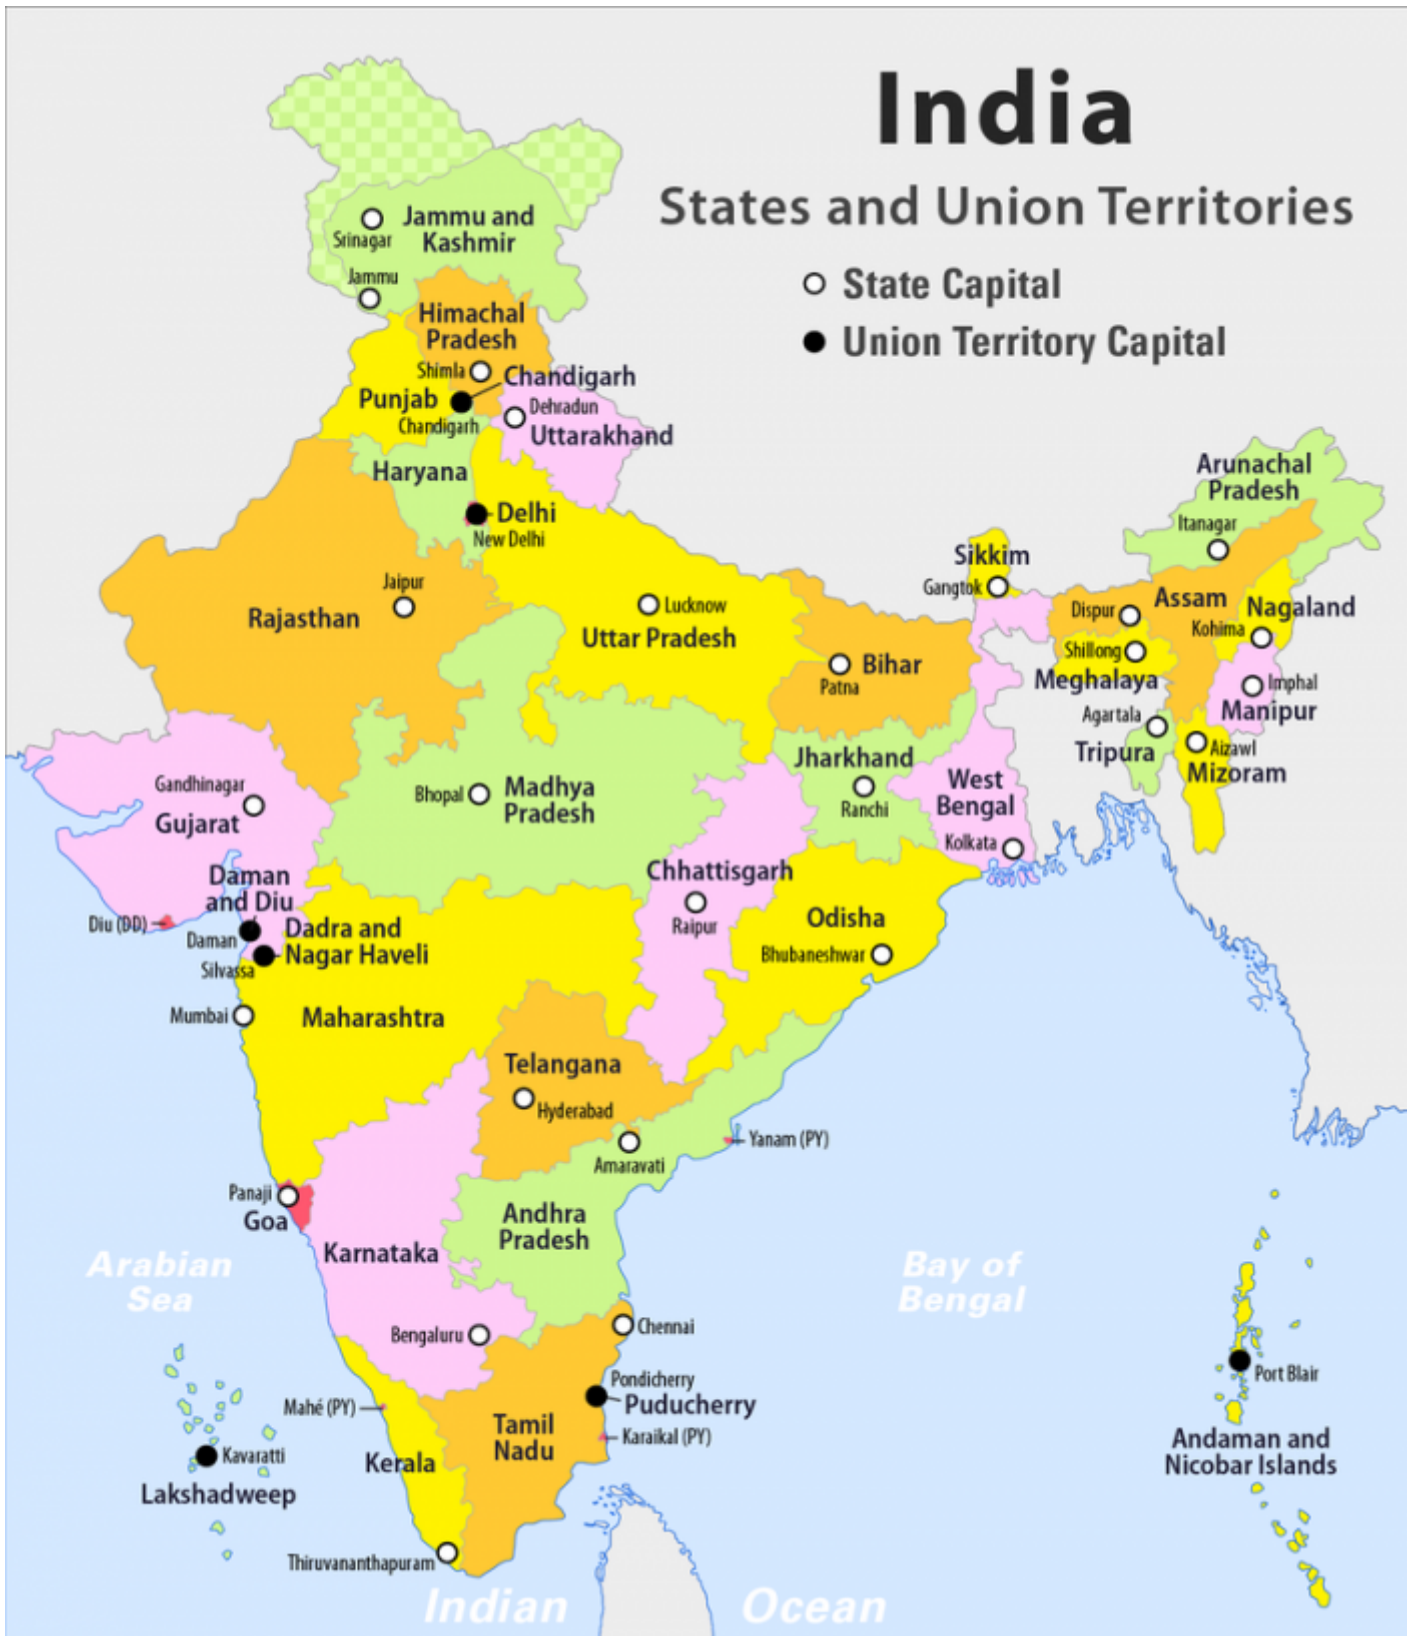 India
States and Union Territories
State Capital
Union Territory Capital
Jammu and
Kashmir
Srinagar
Jammu
Himachal
Pradesh
Shimla
Chandigarh
Punjab
Chandigarh
Dehradun
Uttarakhand
Haryana
Delhi
New Delhi
Arunachal
Pradesh
Itanagar
Sikkim
Gangtok
Jaipur
Rajasthan
Lucknow
Uttar Pradesh
Dispur
Assam
Nagaland
Kohima
Bihar
Patna
Shillong
Meghalaya
Imphal
Manipur
Agartala
Tripura
Aizawl
Mizoram
Gandhinagar
Gujarat
Bhopal
Madhya
Pradesh
Jharkhand
Ranchi
West
Bengal
Kolkata
Daman
and Diu
Diu (DD)
Daman
Dadra and
Nagar Haveli
Silvassa
Chhattisgarh
Raipur
Odisha
Bhubaneshwar
Mumbai
Maharashtra
Telangana
Hyderabad
Amaravati
Yanam (PY)
Panaji
Goa
Karnataka
Andhra
Pradesh
Arabian
Sea
Bay of
Bengal
Bengaluru
Chennai
Pondicherry
Puducherry
Mahé (PY)
Karaikal (PY)
Tamil
Nadu
Kerala
Kavaratti
Lakshadweep
Port Blair
Andaman and
Nicobar Islands
Thiruvananthapuram
Indian Ocean